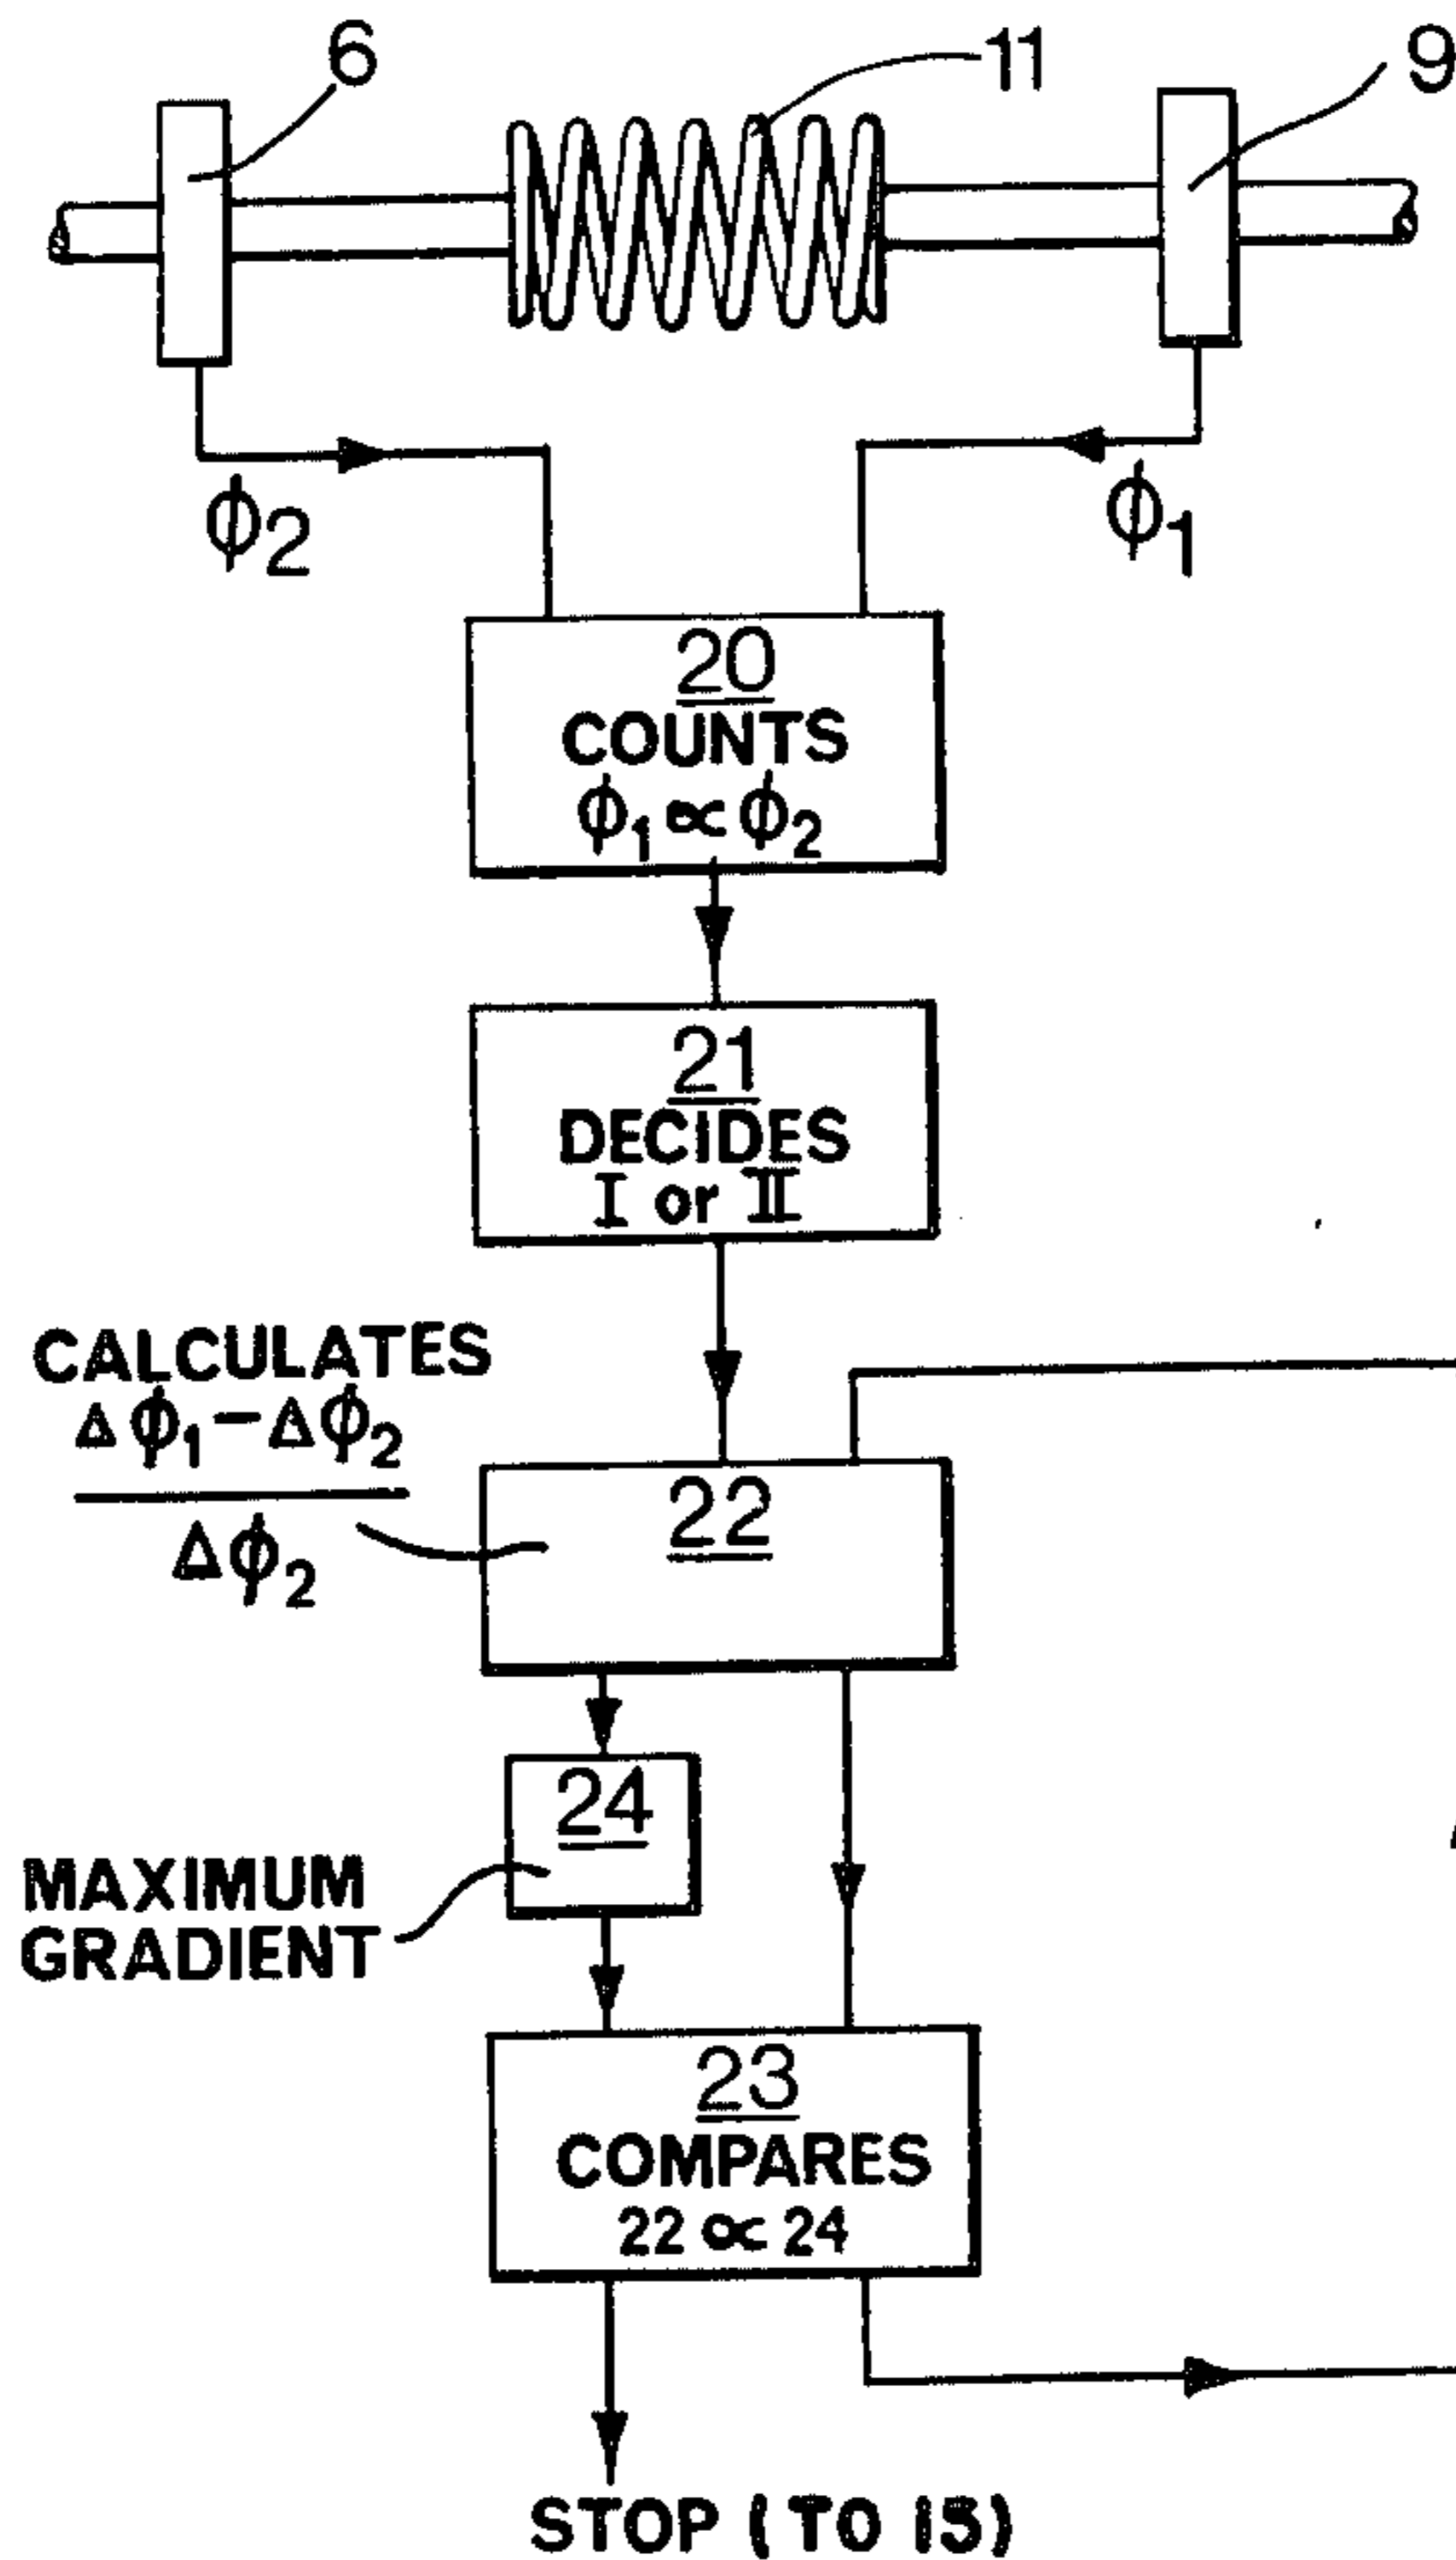 6
11
9
ϕ2
ϕ1
20
COUNTS
ϕ1 ∝ ϕ2
21
DECIDES
I or II
CALCULATES
Δϕ1 − Δϕ2
Δϕ2
22
24
MAXIMUM
GRADIENT
23
COMPARES
22 ∝ 24
STOP (TO 15)